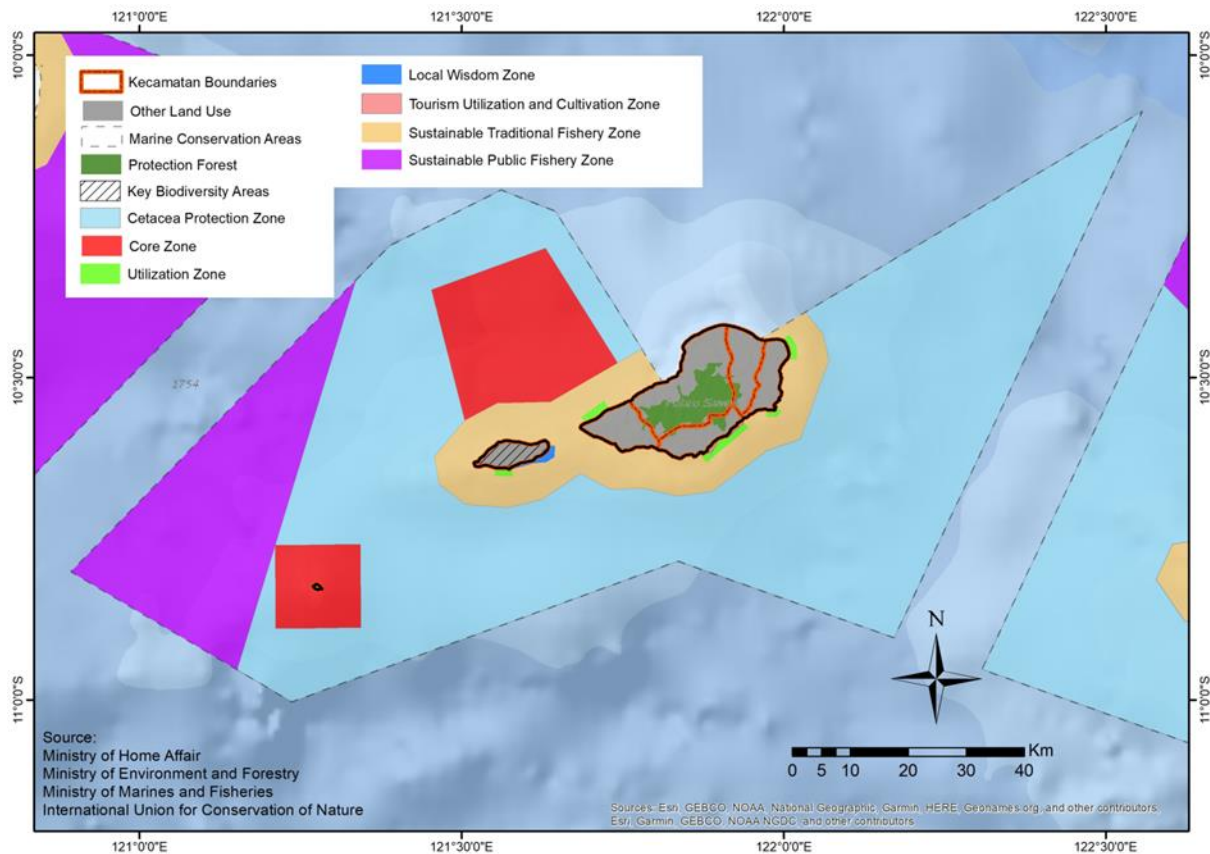 121°0'0"E
121°30'0"E
122°0'0"E
122°30'0"E
10°0'0"S
10°0'0"S
Kecamatan Boundaries
Other Land Use
Marine Conservation Areas
Protection Forest
Key Biodiversity Areas
Cetacea Protection Zone
Core Zone
Utilization Zone
Local Wisdom Zone
Tourism Utilization and Cultivation Zone
Sustainable Traditional Fishery Zone
Sustainable Public Fishery Zone
10°30'0"S
1754
10°30'0"S
N
11°0'0"S
11°0'0"S
Source:
Ministry of Home Affair
Ministry of Environment and Forestry
Ministry of Marines and Fisheries
International Union for Conservation of Nature
Km
0 5 10 20 30 40
Sources: Esri, GEBCO, NOAA, National Geographic, Garmin, HERE, Geonames.org, and other contributors
Esri, Garmin, GEBCO, NOAA NGDC, and other contributors
121°0'0"E
121°30'0"E
122°0'0"E
122°30'0"E